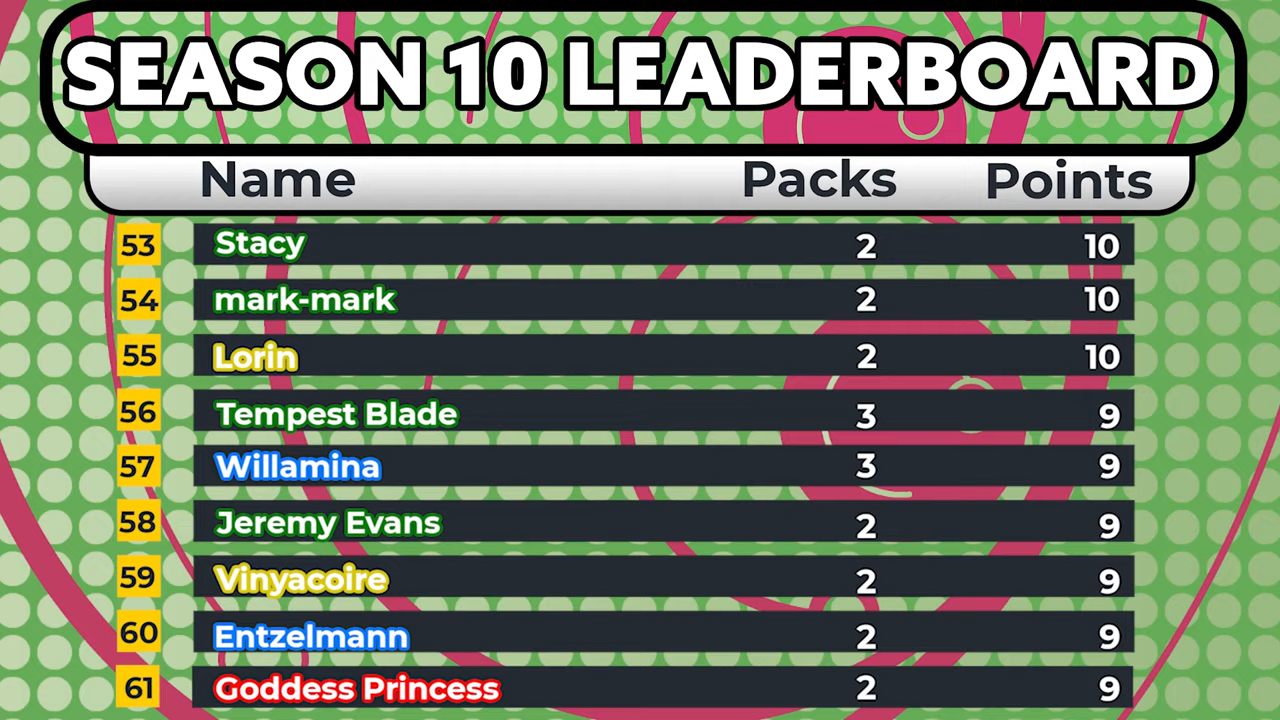 SEASON 10 LEADERBOARD
Name Packs Points
53 Stacy 2 10
54 mark-mark 2 10
55 Lorin 2 10
56 Tempest Blade 3 9
57 Willamina 3 9
58 Jeremy Evans 2 9
59 Vinyacoire 2 9
60 Entzelmann 2 9
61 Goddess Princess 2 9